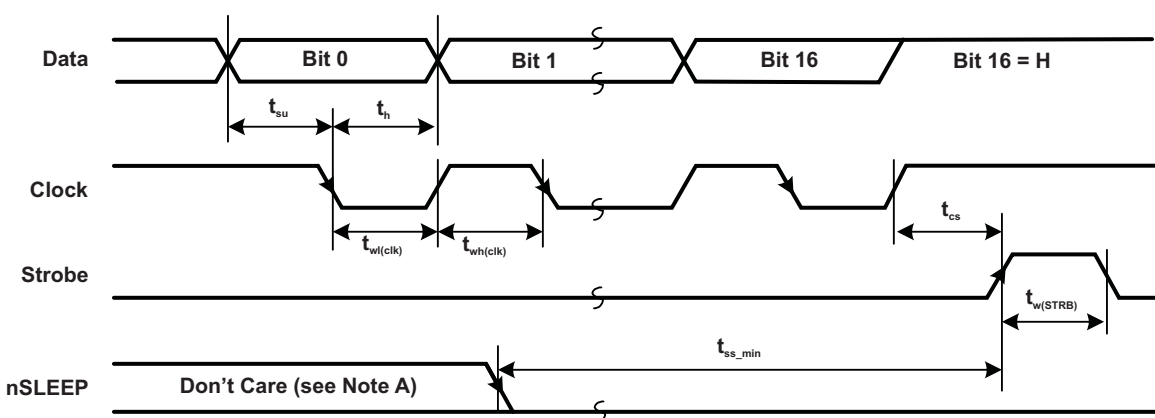 Data
Bit 0
Bit 1
Bit 16
Bit 16 = H
tsu
th
Clock
twl(clk)
twh(clk)
tcs
Strobe
tw(STRB)
tss_min
nSLEEP
Don't Care (see Note A)